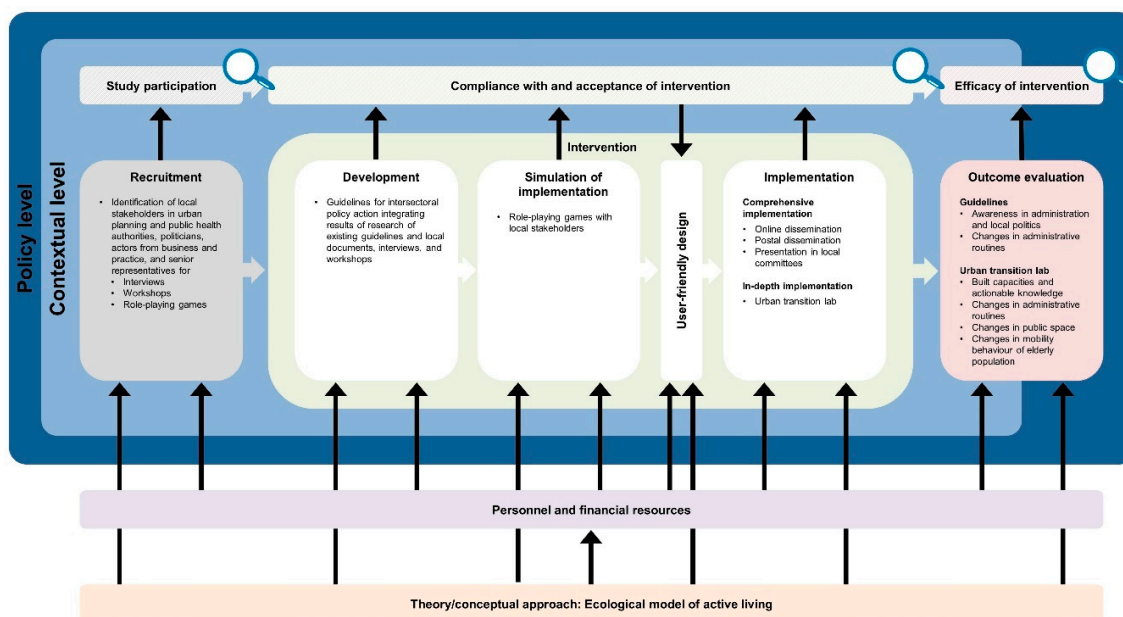 Policy level
Contextual level
Study participation
Compliance with and acceptance of intervention
Efficacy of intervention
Intervention
Recruitment
• Identification of local
stakeholders in urban
planning and public health
authorities, politicians,
actors from business and
practice, and senior
representatives for
• Interviews
• Workshops
• Role-playing games
Development
• Guidelines for intersectoral
policy action integrating
results of research of
existing guidelines and local
documents, interviews, and
workshops
Simulation of
implementation
• Role-playing games with
local stakeholders
User-friendly design
Implementation
Comprehensive
implementation
• Online dissemination
• Postal dissemination
• Presentation in local
committees
In-depth implementation
• Urban transition lab
Outcome evaluation
Guidelines
• Awareness in administration
and local politics
• Changes in administrative
routines
Urban transition lab
• Built capacities and
actionable knowledge
• Changes in administrative
routines
• Changes in public space
• Changes in mobility
behaviour of elderly
population
Personnel and financial resources
Theory/conceptual approach: Ecological model of active living